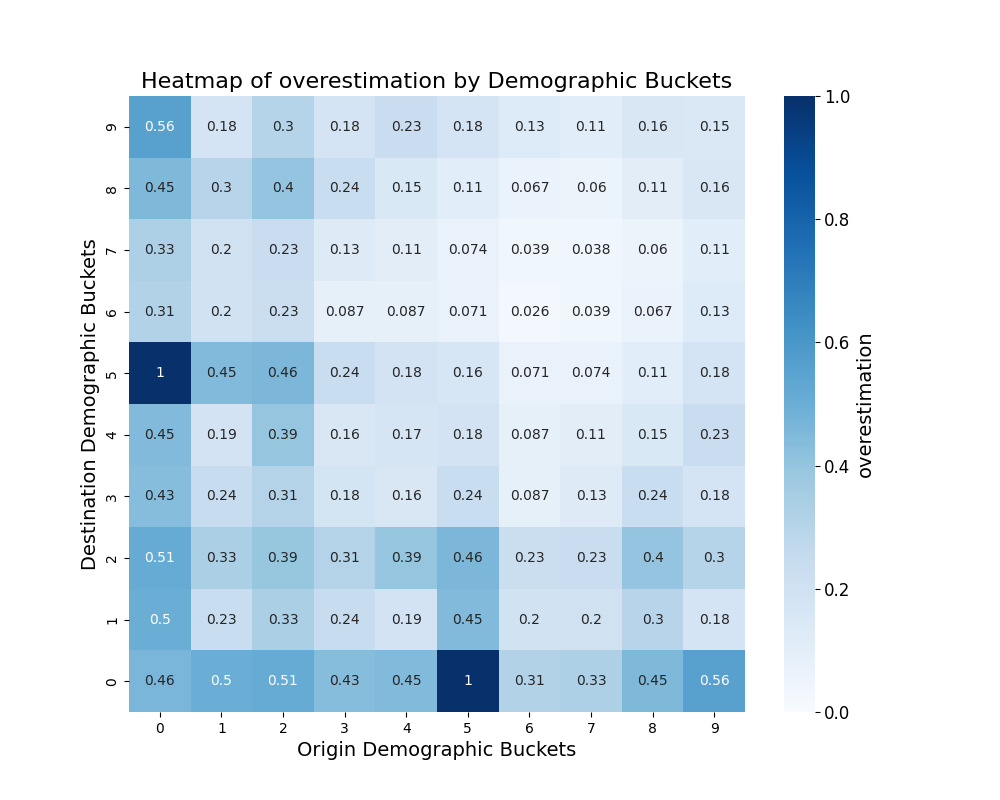 Heatmap of overestimation by Demographic Buckets
Destination Demographic Buckets
9 0.56 0.18 0.3 0.18 0.23 0.18 0.13 0.11 0.16 0.15
8 0.45 0.3 0.4 0.24 0.15 0.11 0.067 0.06 0.11 0.16
7 0.33 0.2 0.23 0.13 0.11 0.074 0.039 0.038 0.06 0.11
6 0.31 0.2 0.23 0.087 0.087 0.071 0.026 0.039 0.067 0.13
5 1 0.45 0.46 0.24 0.18 0.16 0.071 0.074 0.11 0.18
4 0.45 0.19 0.39 0.16 0.17 0.18 0.087 0.11 0.15 0.23
3 0.43 0.24 0.31 0.18 0.16 0.24 0.087 0.13 0.24 0.18
2 0.51 0.33 0.39 0.31 0.39 0.46 0.23 0.23 0.4 0.3
1 0.5 0.23 0.33 0.24 0.19 0.45 0.2 0.2 0.3 0.18
0 0.46 0.5 0.51 0.43 0.45 1 0.31 0.33 0.45 0.56
0 1 2 3 4 5 6 7 8 9
Origin Demographic Buckets
1.0
0.8
0.6
0.4
0.2
0.0
overestimation